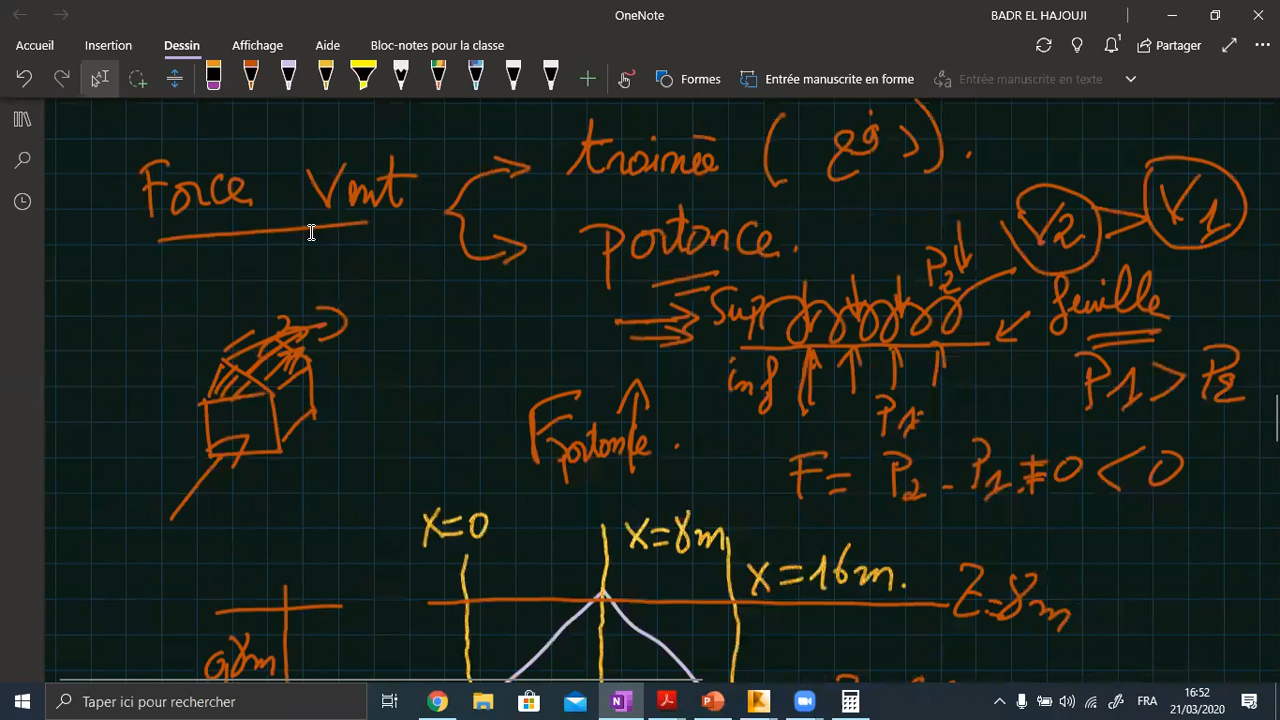 OneNote
BADR EL HAJOUJI
Accueil Insertion Dessin Affichage Aide Bloc-notes pour la classe
Partager
Formes Entrée manuscrite en forme Entrée manuscrite en texte
trainée
Force Vent
V2 V1
portance.
P2
Sup feuille
inf P1 > P2
P1
Fportance.
F = P2 - P1 ≠ 0 < 0
X=0 X=8m
X=16m.
Z=8m
Taper ici pour rechercher
FRA
16:52
21/03/2020